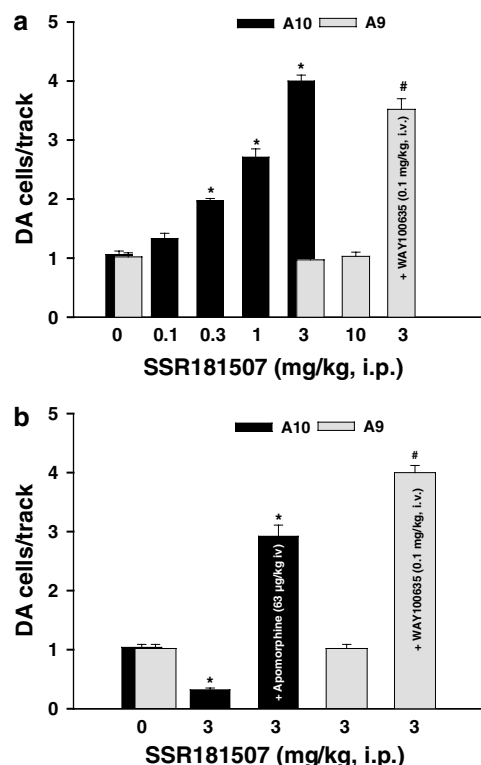 a
A10 A9
DA cells/track
5
4
3
2
1
0
*
*
*
#
+ WAY100635 (0.1 mg/kg, i.v.)
0 0.1 0.3 1 3 10 3
SSR181507 (mg/kg, i.p.)
b
A10 A9
DA cells/track
5
4
3
2
1
0
*
*
#
+ Apomorphine (63 µg/kg iv)
+ WAY100635 (0.1 mg/kg, i.v.)
0 3 3 3 3
SSR181507 (mg/kg, i.p.)